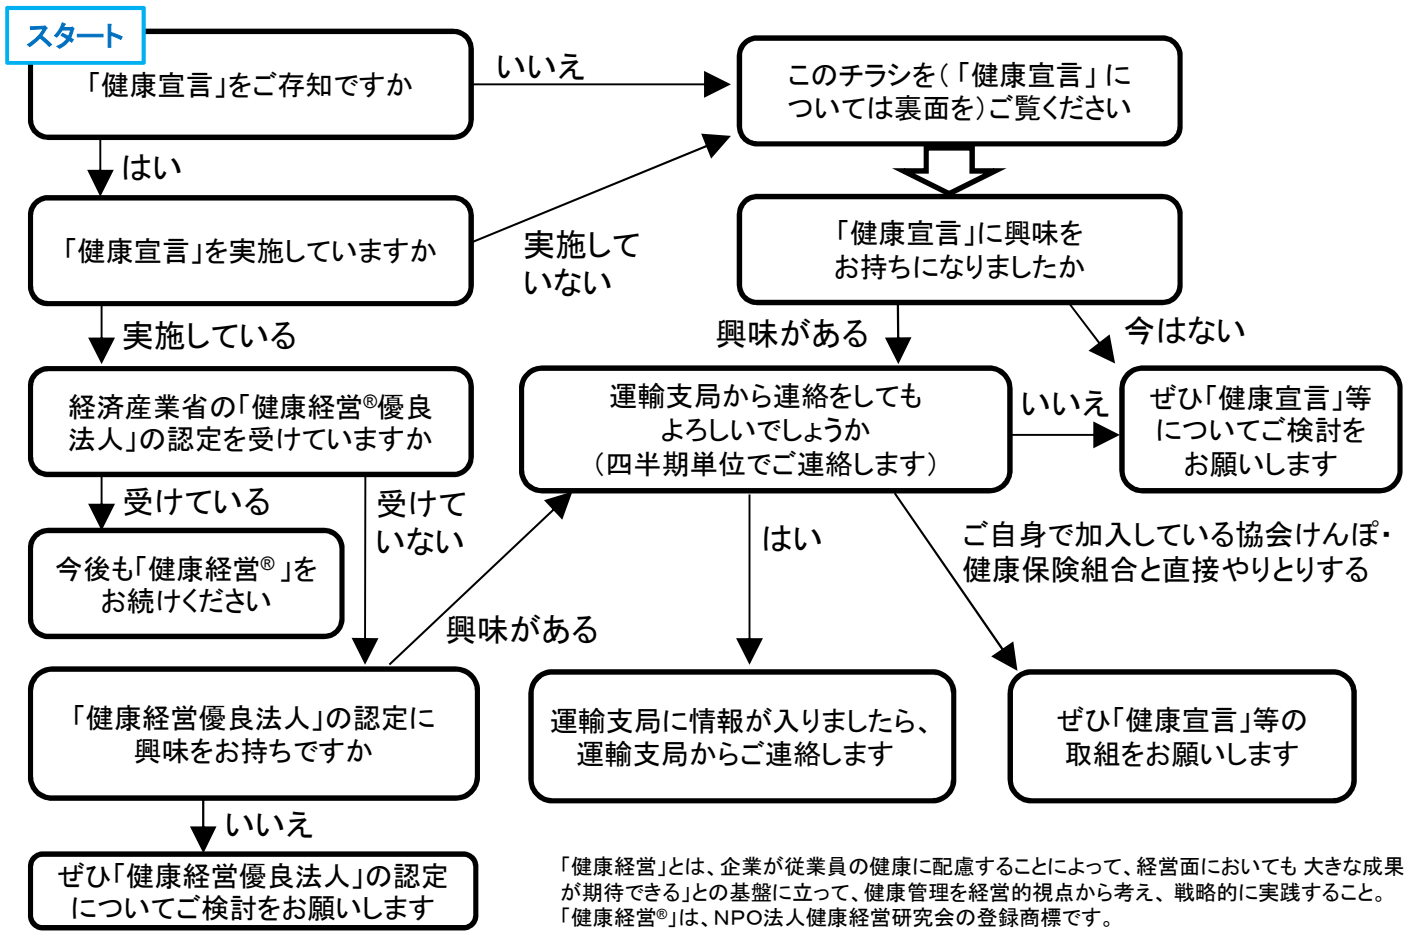 スタート
「健康宣言」をご存知ですか
いいえ
このチラシを(「健康宣言」に
ついては裏面を)ご覧ください
はい
「健康宣言」を実施していますか
実施して
いない
「健康宣言」に興味を
お持ちになりましたか
実施している
興味がある
今はない
経済産業省の「健康経営®優良
法人」の認定を受けていますか
運輸支局から連絡をしても
よろしいでしょうか
(四半期単位でご連絡します)
いいえ
ぜひ「健康宣言」等
についてご検討を
お願いします
受けている
受けて
いない
今後も「健康経営®」を
お続けください
はい
ご自身で加入している協会けんぽ・
健康保険組合と直接やりとりする
興味がある
「健康経営優良法人」の認定に
興味をお持ちですか
運輸支局に情報が入りましたら、
運輸支局からご連絡します
ぜひ「健康宣言」等の
取組をお願いします
いいえ
ぜひ「健康経営優良法人」の認定
についてご検討をお願いします
「健康経営」とは、企業が従業員の健康に配慮することによって、経営面においても 大きな成果
が期待できる」との基盤に立って、健康管理を経営的視点から考え、 戦略的に実践すること。
「健康経営®」は、NPO法人健康経営研究会の登録商標です。